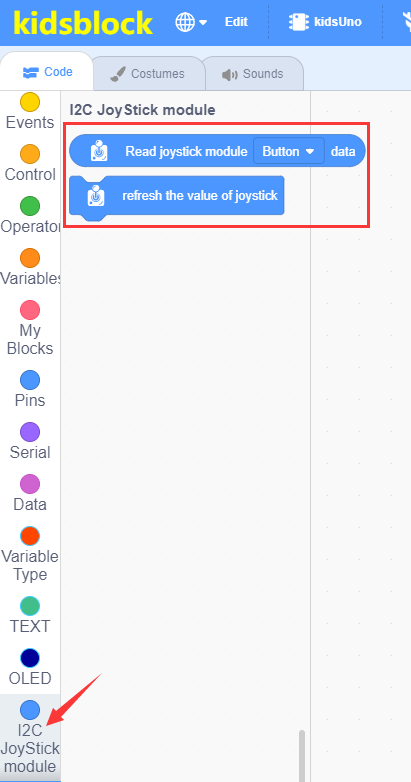 kidsblock
Edit
kidsUno
Code
Costumes
Sounds
Events
Control
Operator
Variables
My
Blocks
Pins
Serial
Data
Variable
Type
TEXT
OLED
I2C
JoyStick
module
I2C JoyStick module
Read joystick module Button data
refresh the value of joystick